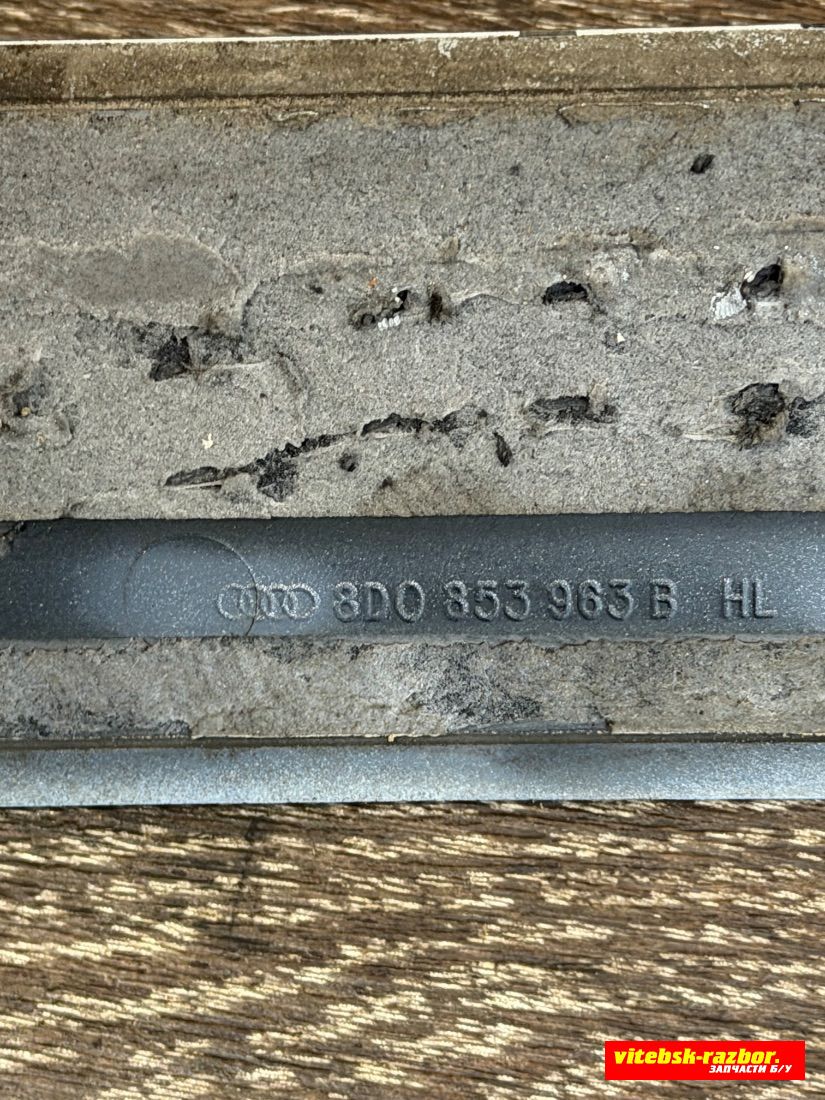 8D0 853 963 B HL
vitebsk-razbor.
ЗАПЧАСТИ Б/У